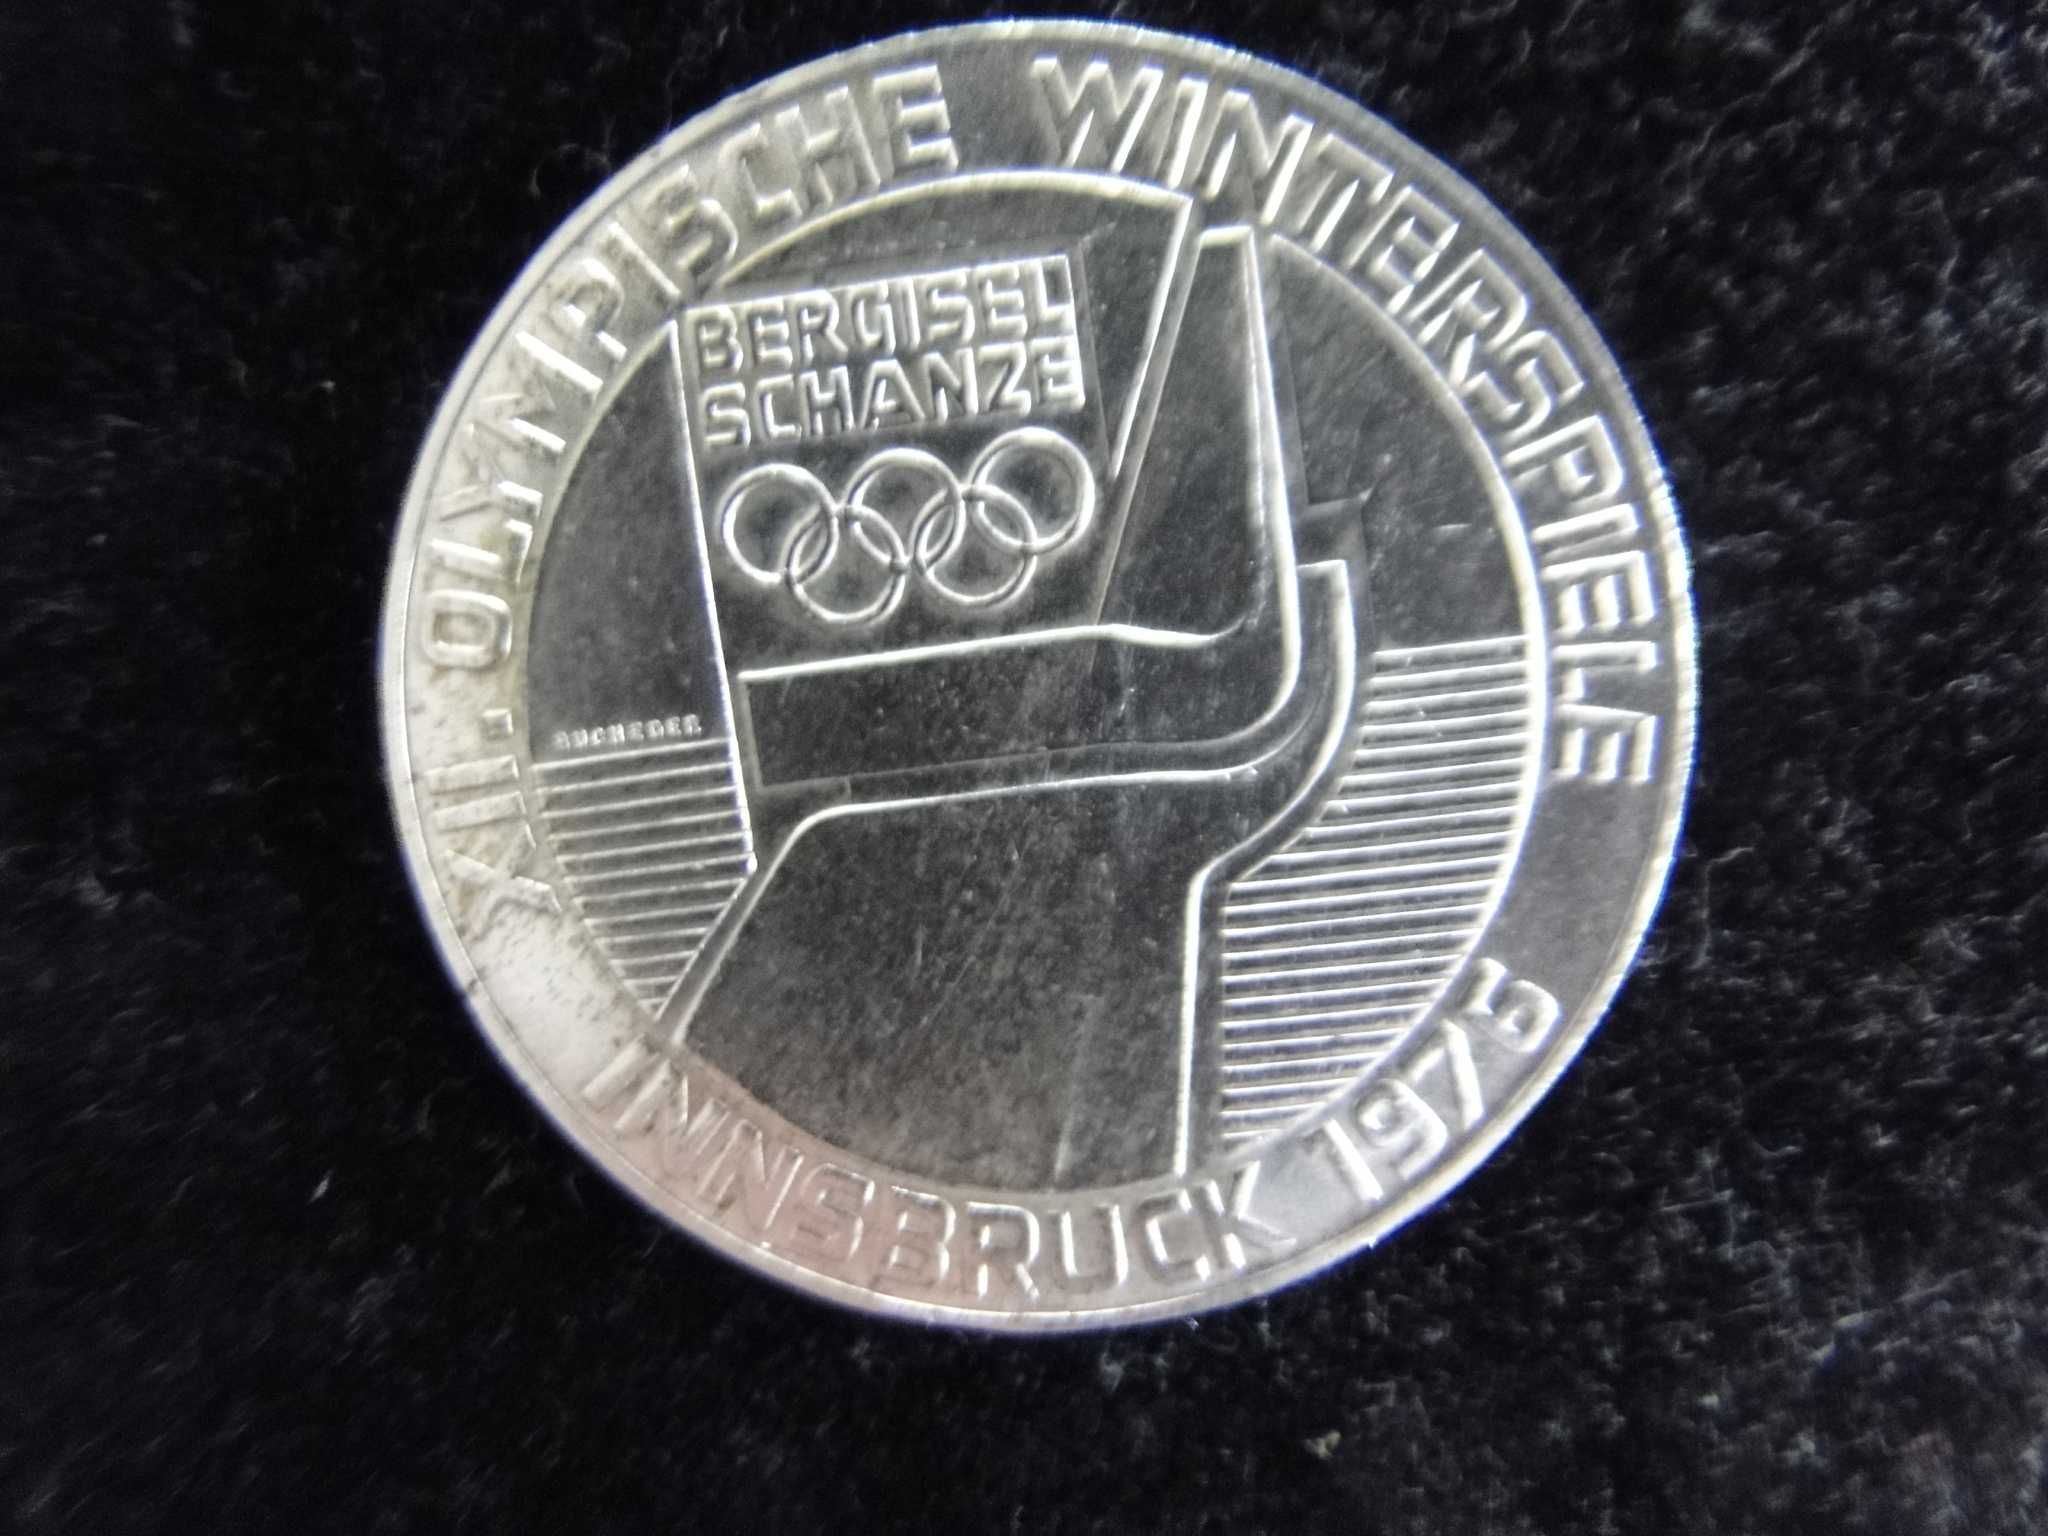 XII. OLYMPISCHE WINTERSPIELE
BERGISEL
SCHANZE
INNSBRUCK 1976